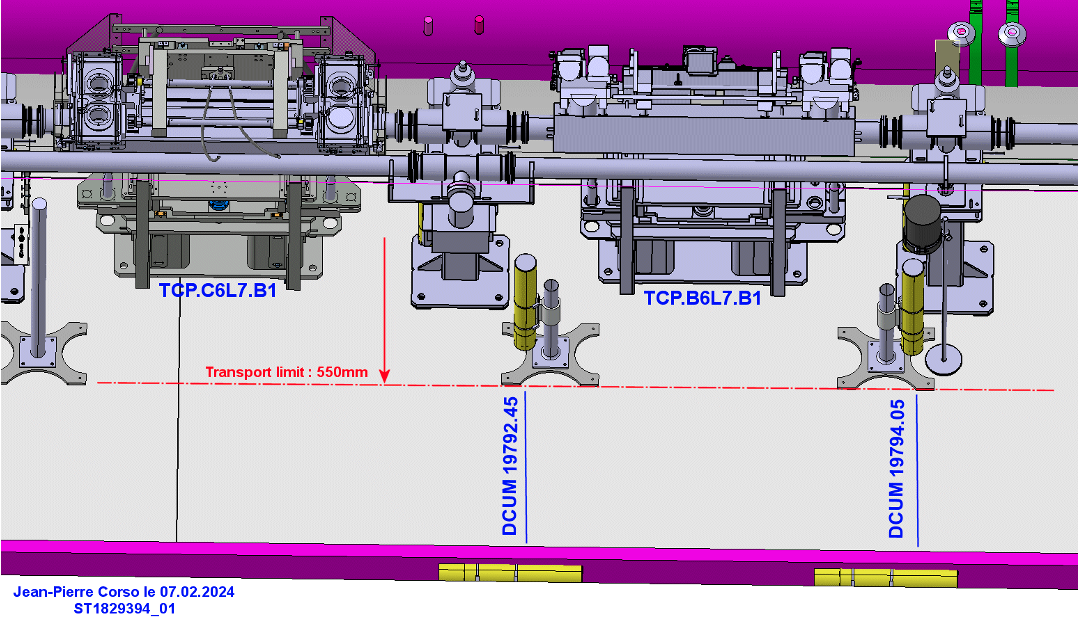 TCP.C6L7.B1
TCP.B6L7.B1
Transport limit : 550mm
DCUM 19792.45
DCUM 19794.05
Jean-Pierre Corso le 07.02.2024
ST1829394_01